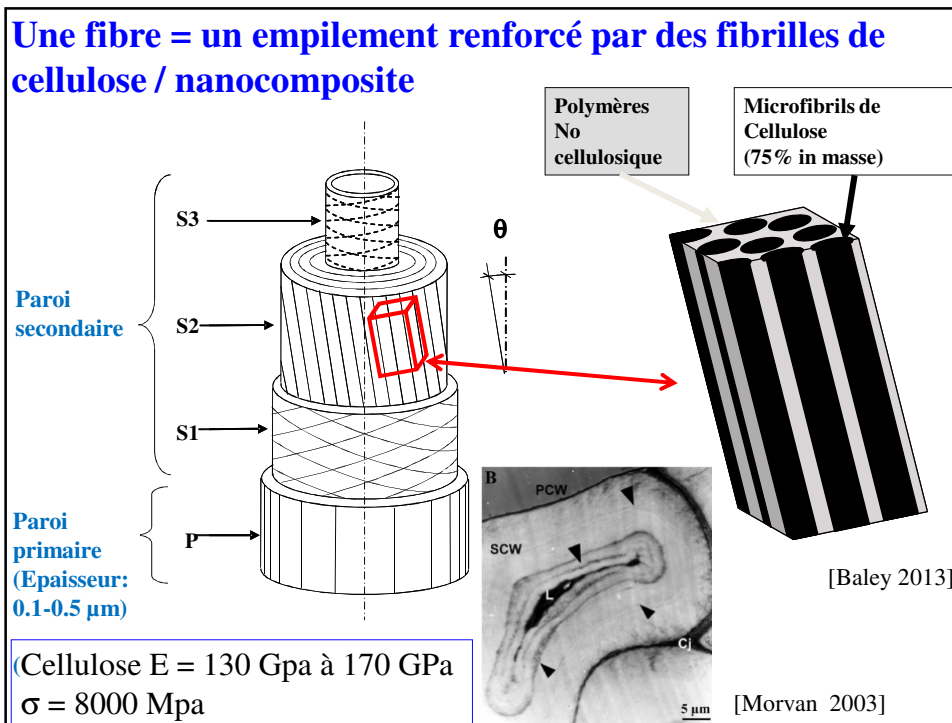 Une fibre = un empilement renforcé par des fibrilles de
cellulose / nanocomposite
Polymères
No
cellulosique
Microfibrils de
Cellulose
(75% in masse)
S3
θ
Paroi
secondaire
S2
S1
Paroi
primaire
(Epaisseur:
0.1-0.5 µm)
P
B
PCW
SCW
L
Cj
5 µm
[Baley 2013]
[Morvan 2003]
(Cellulose E = 130 Gpa à 170 GPa
σ = 8000 Mpa